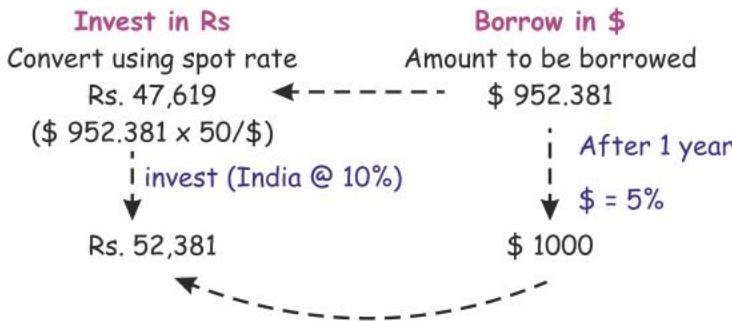 Invest in Rs
Convert using spot rate
Rs. 47,619
($ 952.381 x 50/$)
invest (India @ 10%)
Rs. 52,381
Borrow in $
Amount to be borrowed
$ 952.381
After 1 year
$ = 5%
$ 1000